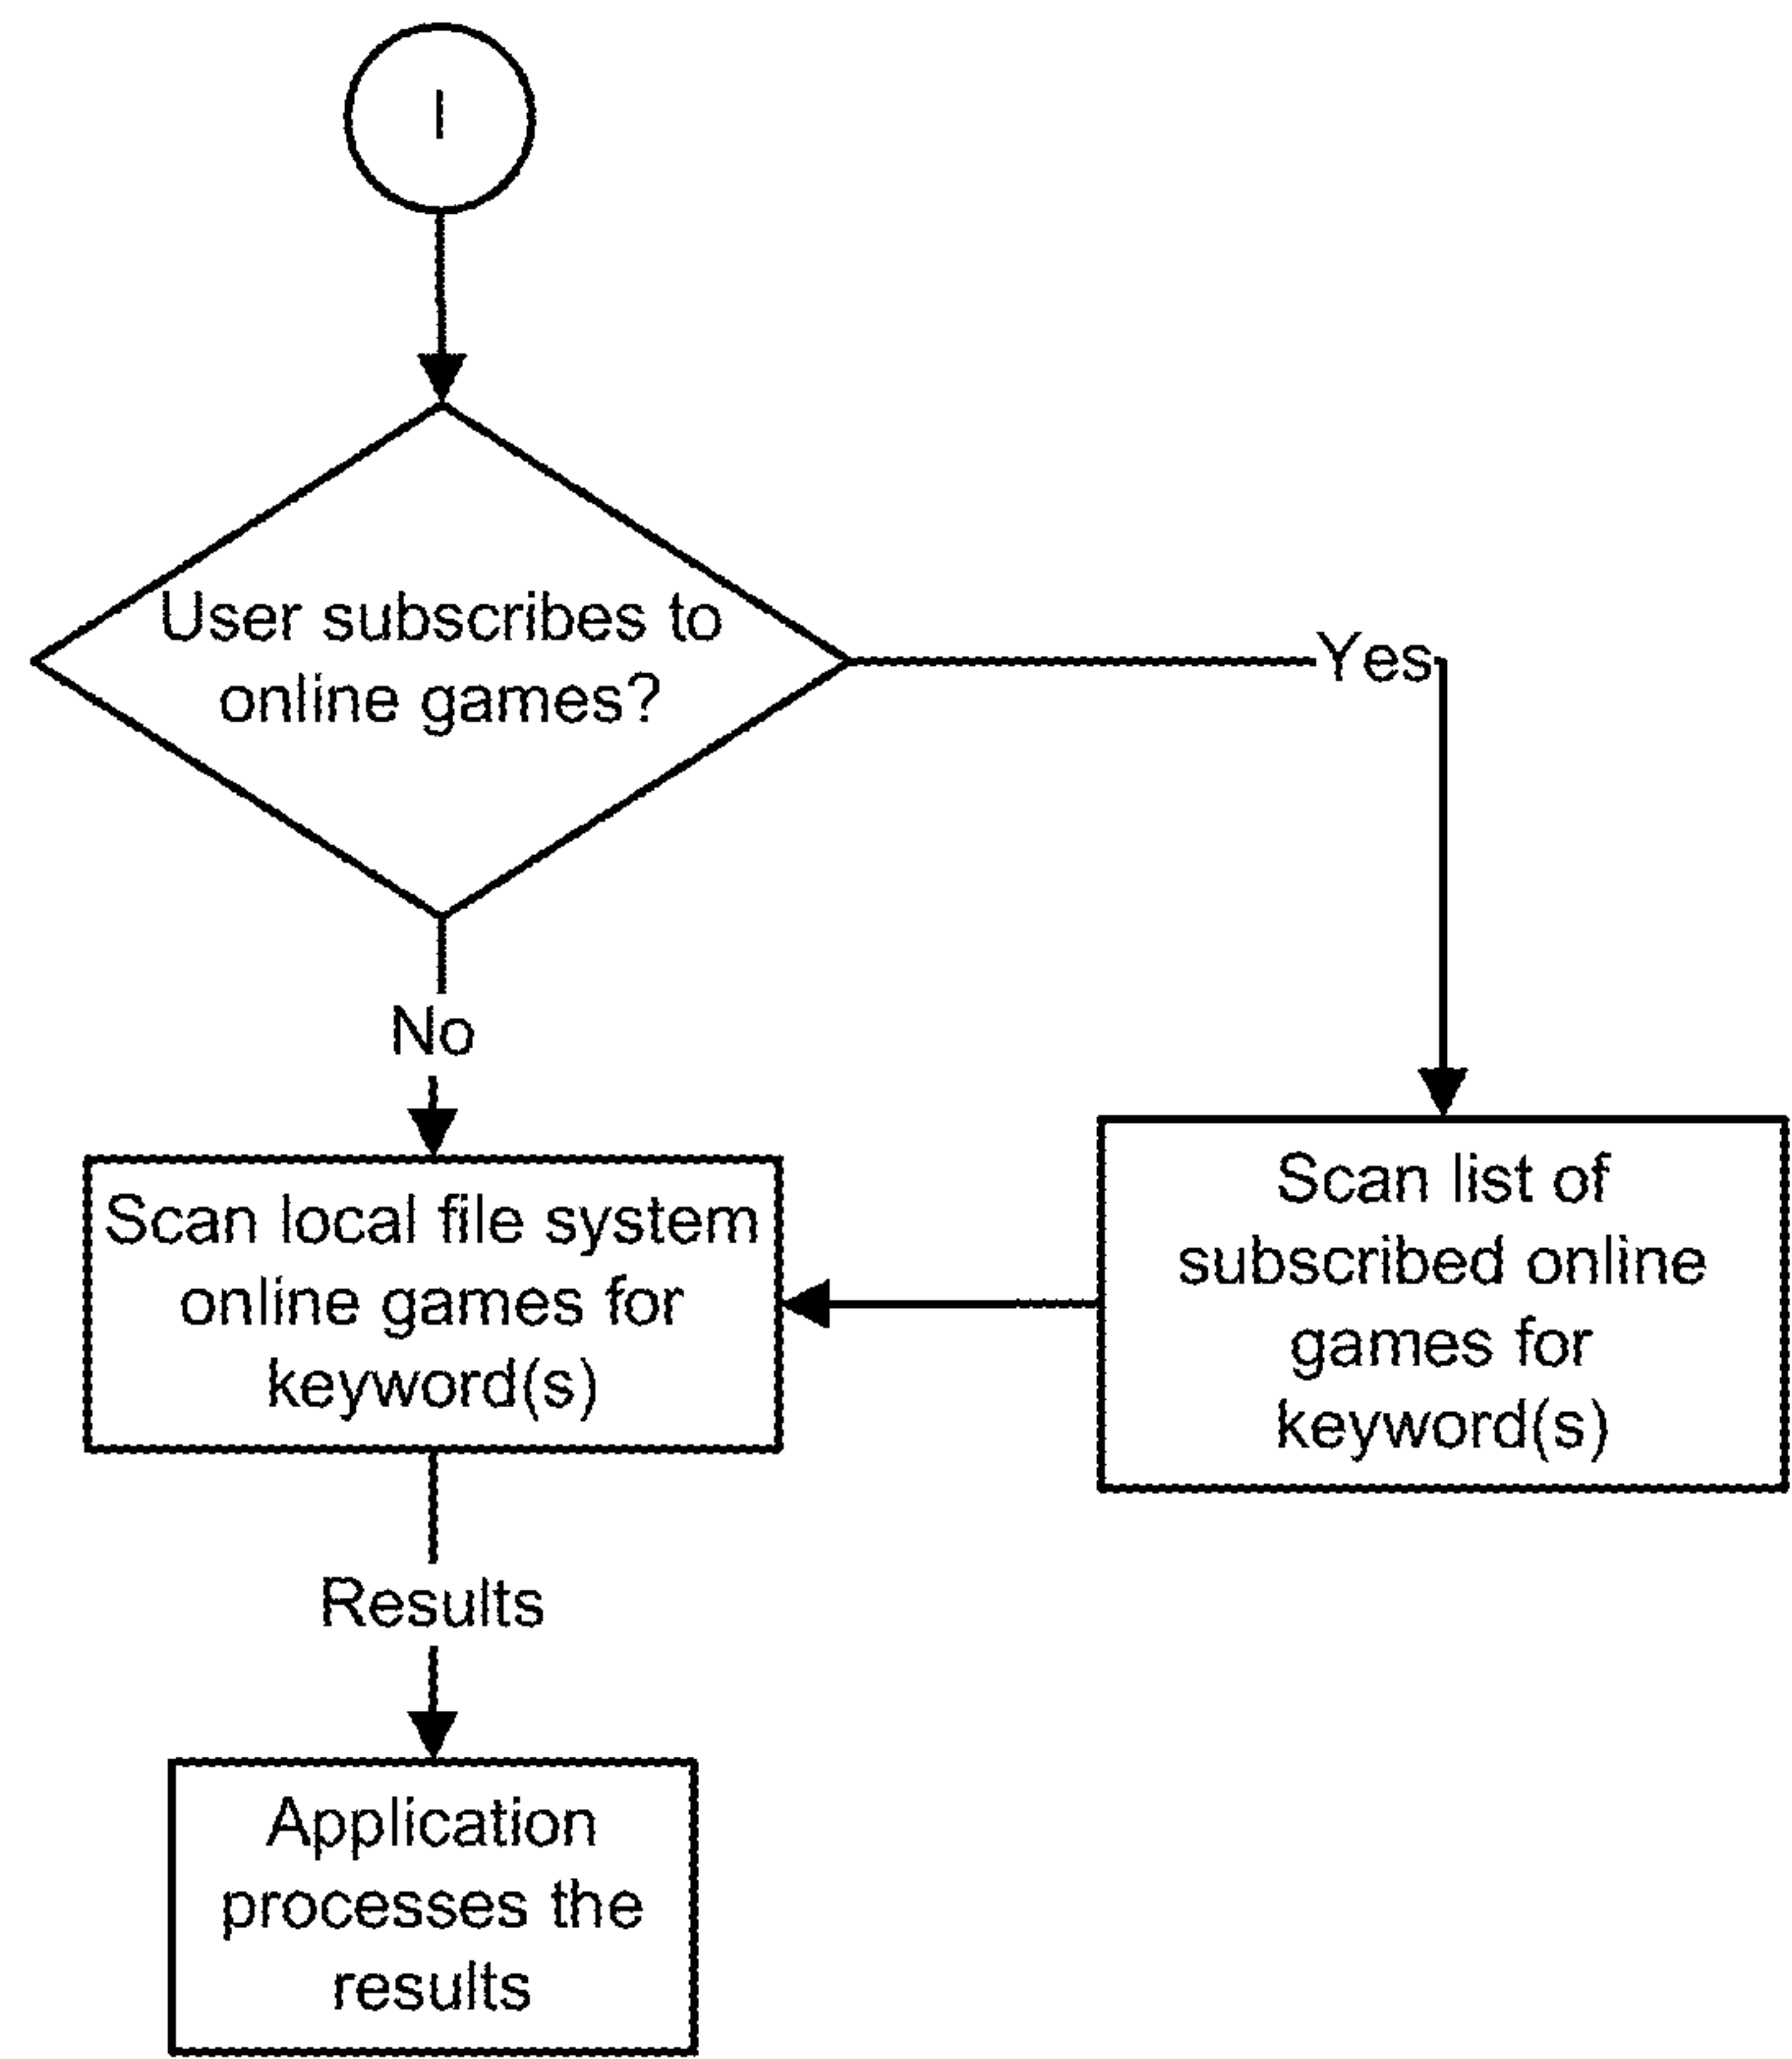 I
User subscribes to
online games?
Yes
No
Scan local file system
online games for
keyword(s)
Scan list of
subscribed online
games for
keyword(s)
Results
Application
processes the
results